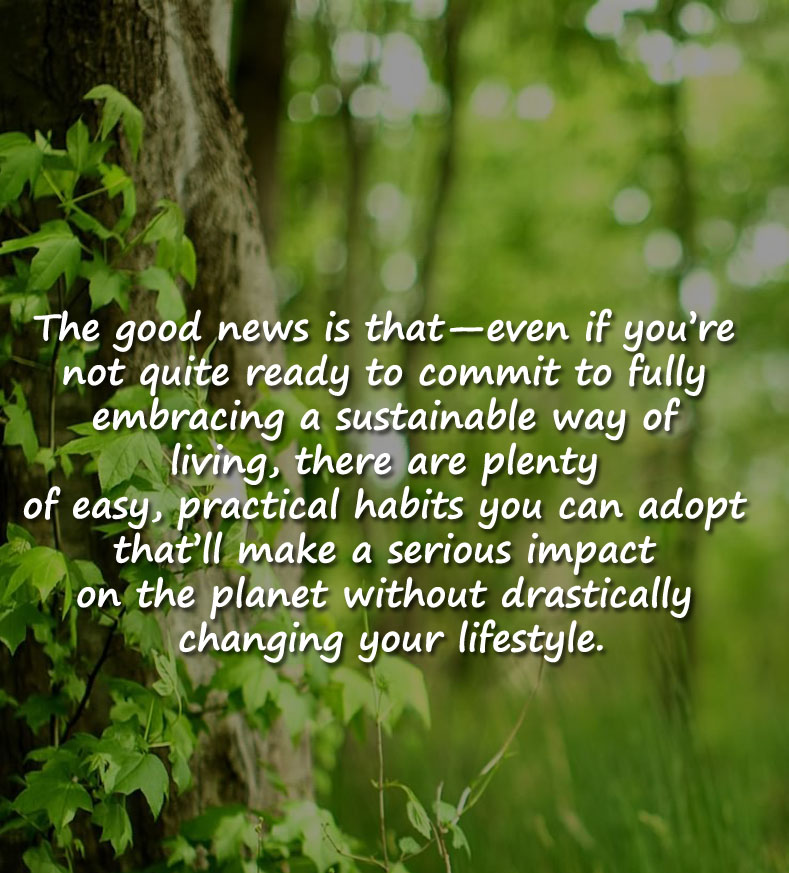 The good news is that—even if you’re
not quite ready to commit to fully
embracing a sustainable way of
living, there are plenty
of easy, practical habits you can adopt
that’ll make a serious impact
on the planet without drastically
changing your lifestyle.